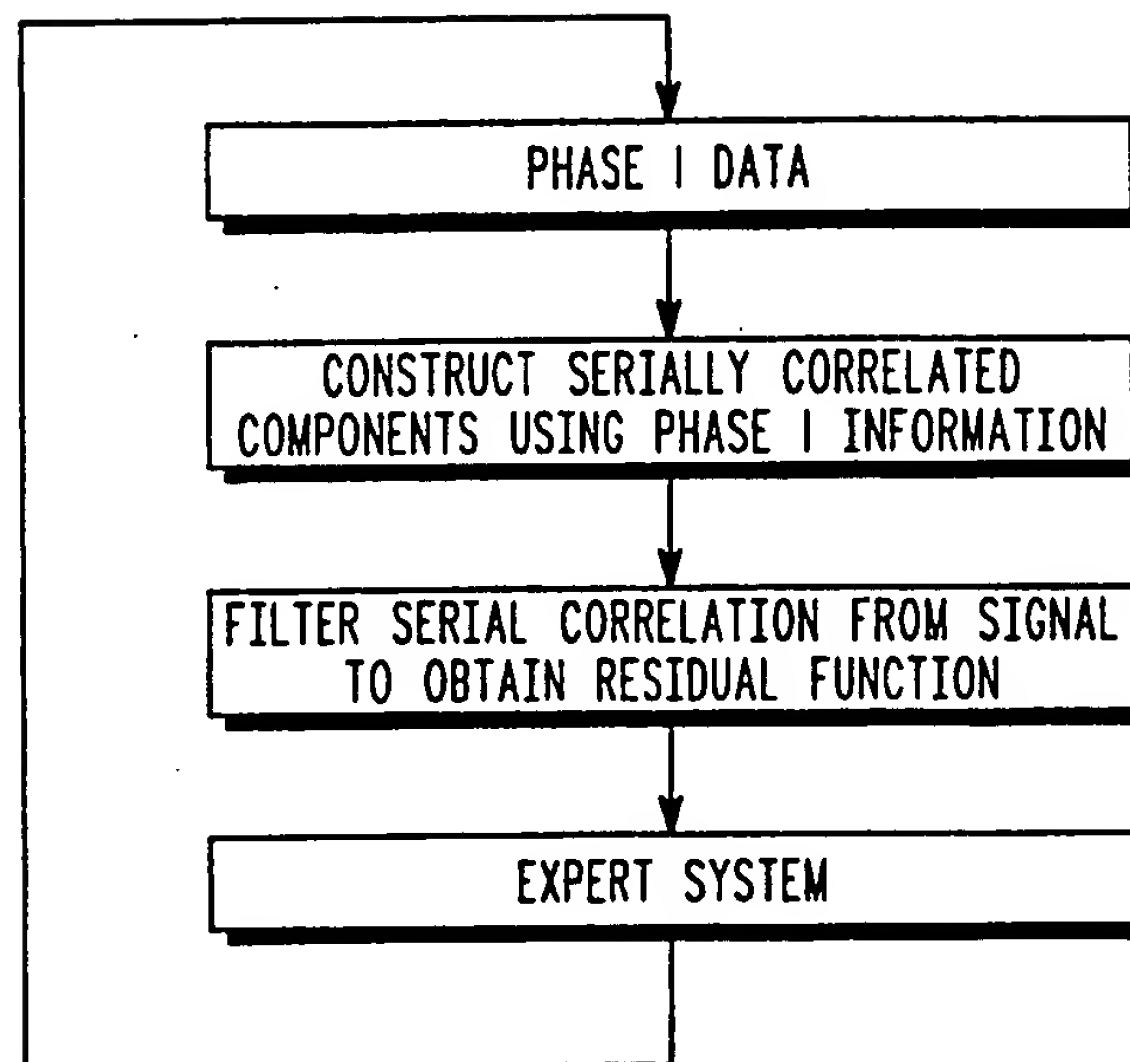 PHASE I DATA
CONSTRUCT SERIALLY CORRELATED
COMPONENTS USING PHASE I INFORMATION
FILTER SERIAL CORRELATION FROM SIGNAL
TO OBTAIN RESIDUAL FUNCTION
EXPERT SYSTEM